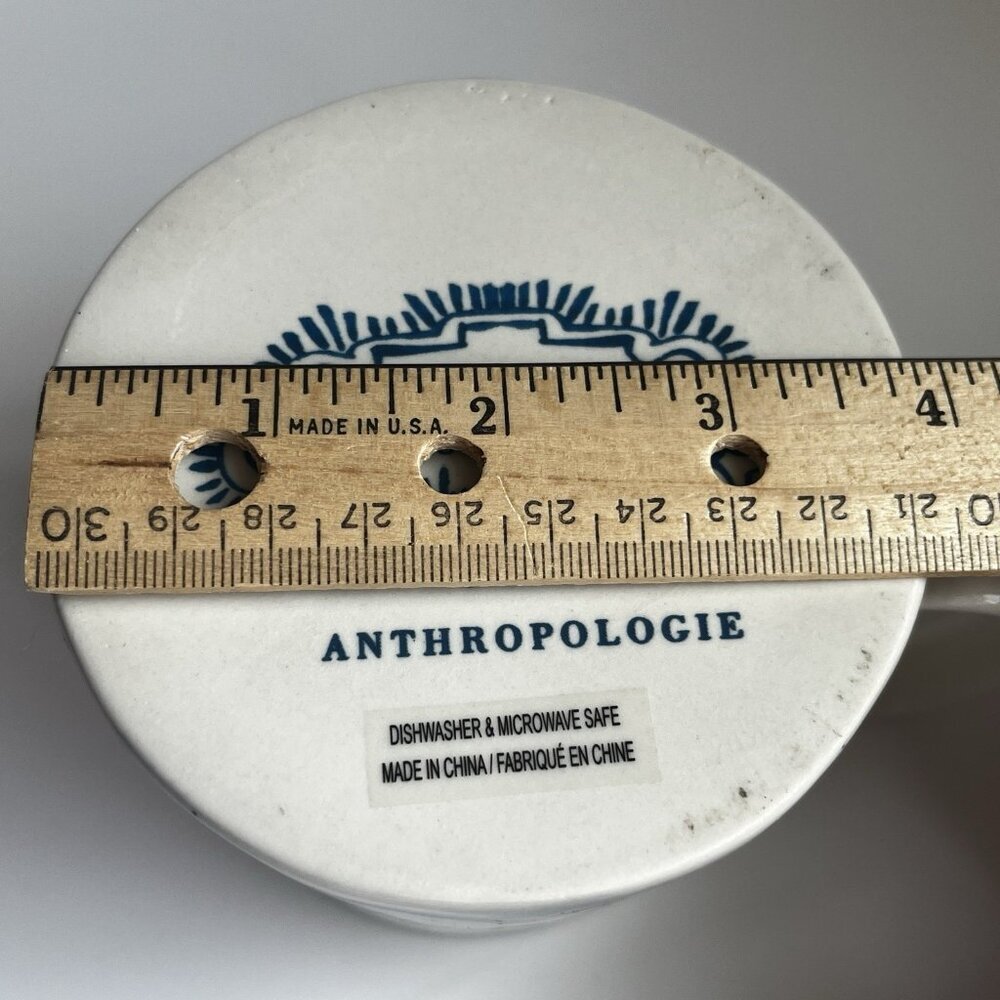 1 MADE IN U.S.A. 2 3 4
30 29 28 27 26 25 24 23 22 21
ANTHROPOLOGIE
DISHWASHER & MICROWAVE SAFE
MADE IN CHINA / FABRIQUÉ EN CHINE